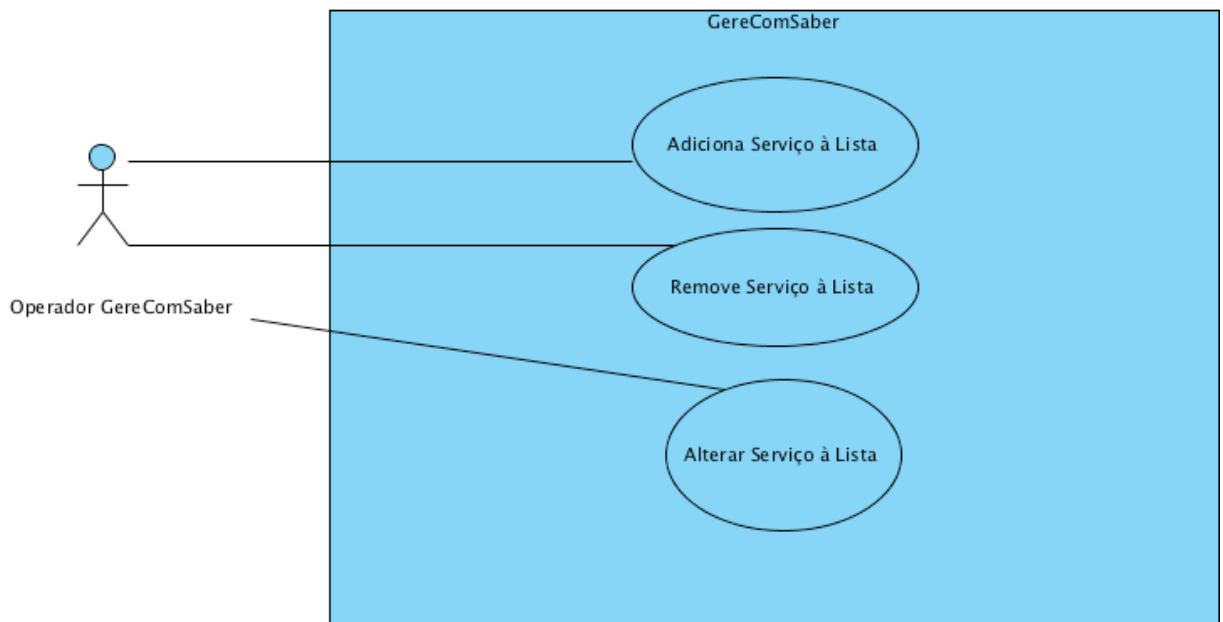 GereComSaber
Adiciona Serviço à Lista
Remove Serviço à Lista
Operador GereComSaber
Alterar Serviço à Lista